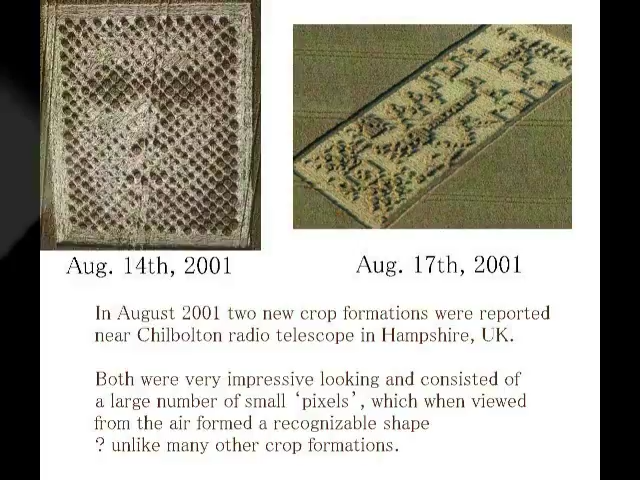 Aug. 14th, 2001
Aug. 17th, 2001
In August 2001 two new crop formations were reported
near Chilbolton radio telescope in Hampshire, UK.
Both were very impressive looking and consisted of
a large number of small ‘pixels’, which when viewed
from the air formed a recognizable shape
? unlike many other crop formations.